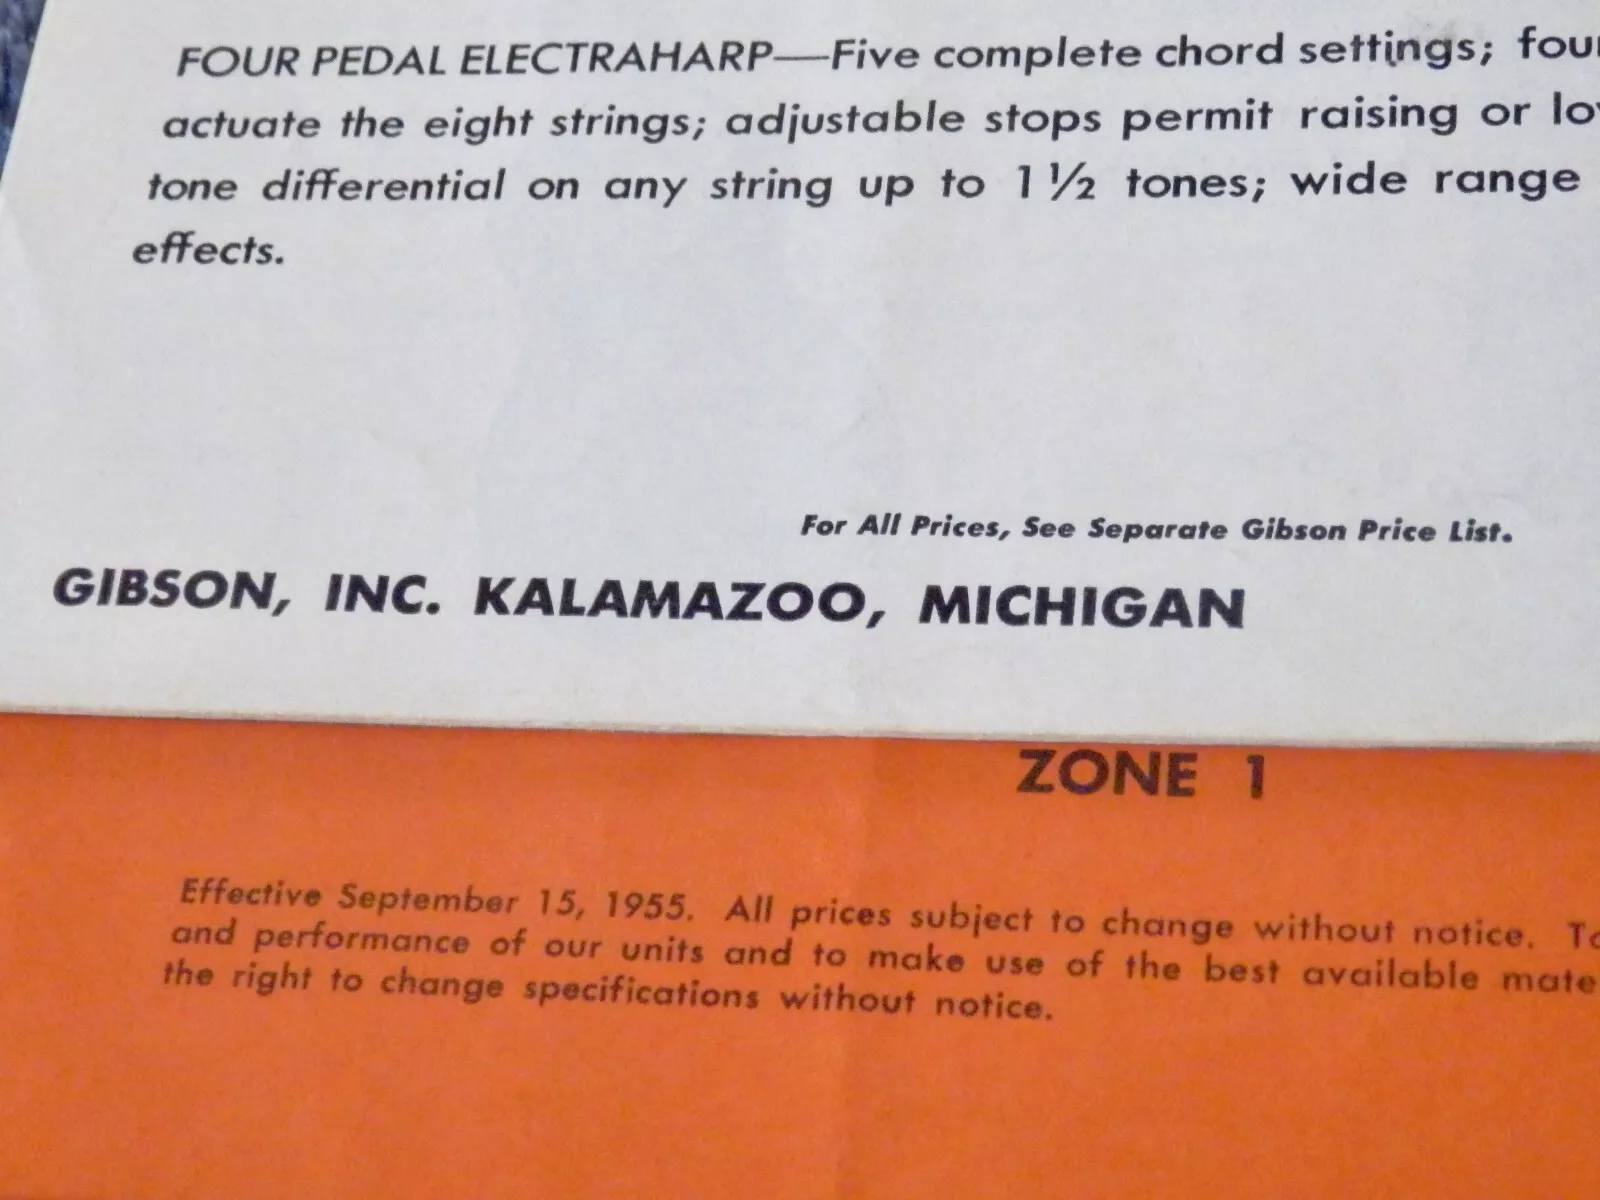 FOUR PEDAL ELECTRAHARP—Five complete chord settings; four
actuate the eight strings; adjustable stops permit raising or
tone differential on any string up to 1½ tones; wide range
effects.
For All Prices, See Separate Gibson Price List.
GIBSON, INC. KALAMAZOO, MICHIGAN
ZONE 1
Effective September 15, 1955. All prices subject to change without notice.
and performance of our units and to make use of the best available
the right to change specifications without notice.